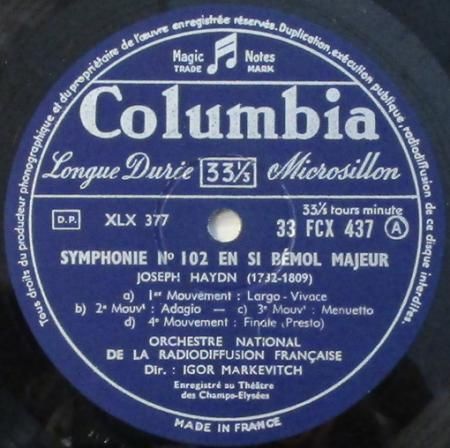 Tous droits du producteur phonographique et du propriétaire de l'œuvre enregistrée réservés. Duplication, exécution publique, radiodiffusion de ce disque interdites.
Magic Notes
TRADE MARK
Columbia
Longue Durée 33⅓ Microsillon
33⅓ tours minute
D.P. XLX 377 33 FCX 437 A
SYMPHONIE No 102 EN SI BÉMOL MAJEUR
JOSEPH HAYDN (1732-1809)
a) 1er Mouvement : Largo - Vivace
b) 2e Mouvt : Adagio — c) 3e Mouvt : Menuetto
d) 4e Mouvement : Finale (Presto)
ORCHESTRE NATIONAL
DE LA RADIODIFFUSION FRANÇAISE
Dir. : IGOR MARKEVITCH
Enregistré au Théâtre
des Champs-Elysées
MADE IN FRANCE